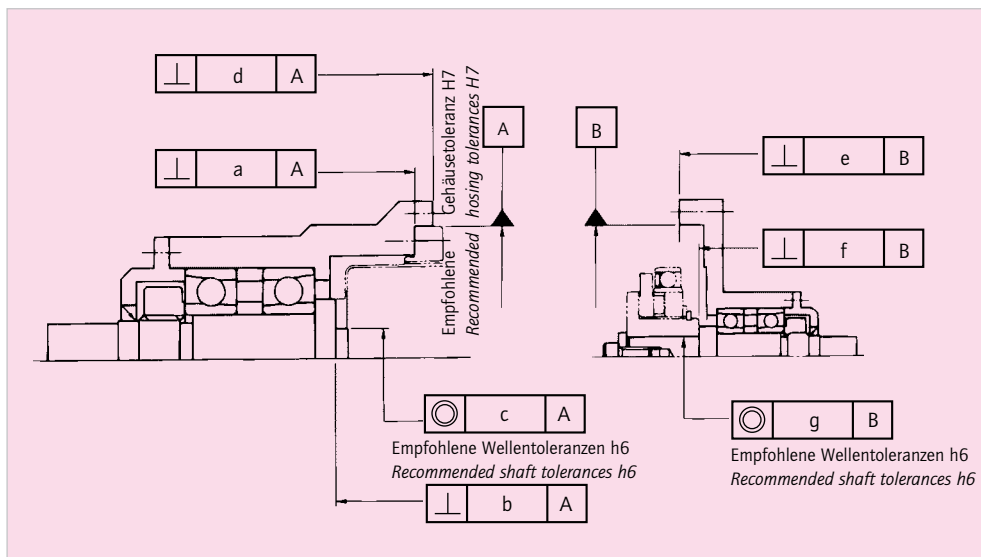 ⊥ d A
⊥ a A
Empfohlene Gehäusetoleranz H7
Recommended hosing tolerances H7
A
B
⊥ e B
⊥ f B
◎ c A
Empfohlene Wellentoleranzen h6
Recommended shaft tolerances h6
⊥ b A
◎ g B
Empfohlene Wellentoleranzen h6
Recommended shaft tolerances h6